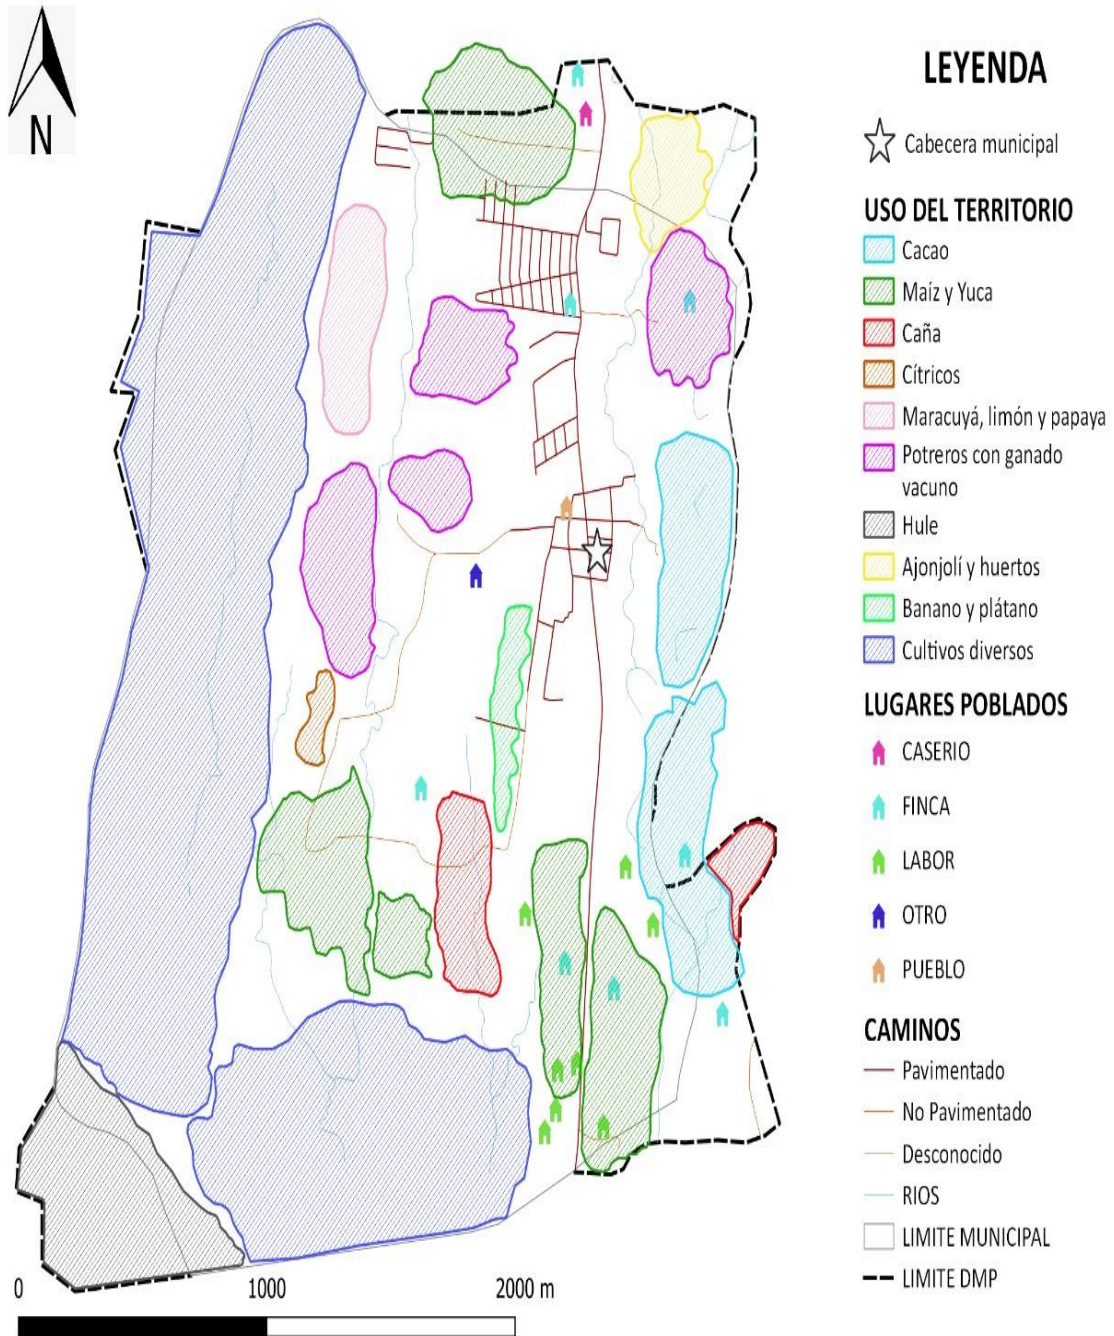 N
LEYENDA
Cabecera municipal
USO DEL TERRITORIO
Cacao
Maíz y Yuca
Caña
Cítricos
Maracuyá, limón y papaya
Potreros con ganado
vacuno
Hule
Ajonjolí y huertos
Banano y plátano
Cultivos diversos
LUGARES POBLADOS
CASERIO
FINCA
LABOR
OTRO
PUEBLO
CAMINOS
Pavimentado
No Pavimentado
Desconocido
RIOS
LIMITE MUNICIPAL
LIMITE DMP
0 1000 2000 m